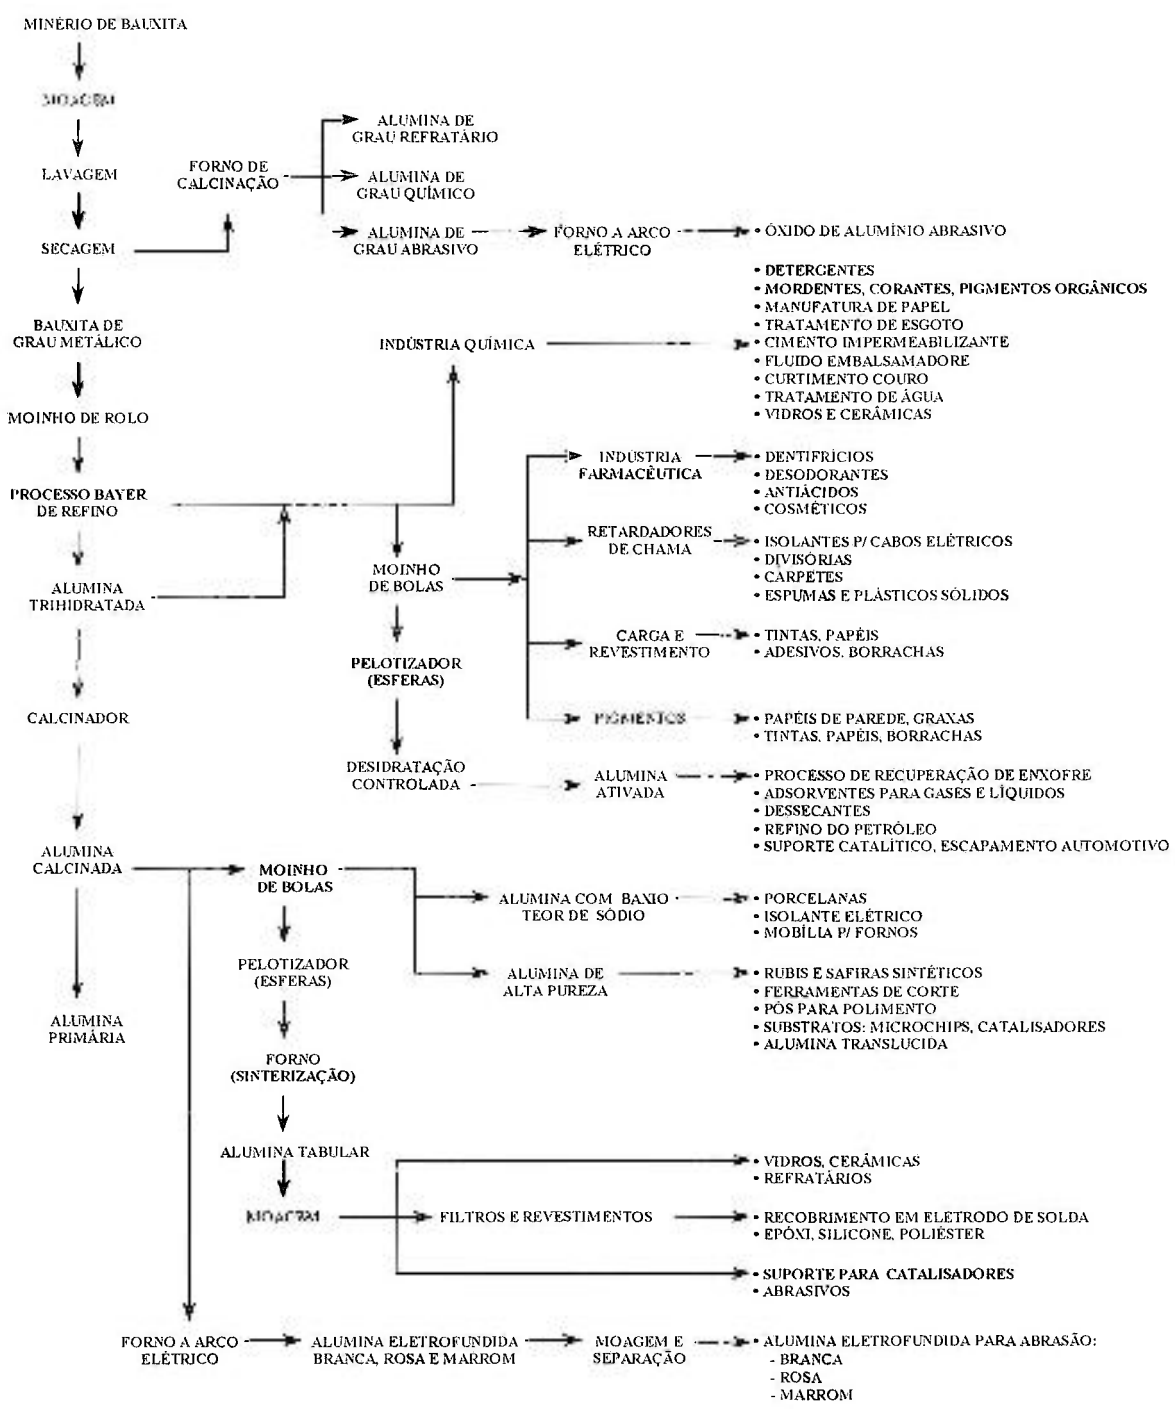 MINÉRIO DE BAUXITA
MOAGEM
LAVAGEM
SECAGEM
FORNO DE
CALCINAÇÃO
ALUMINA DE
GRAU REFRATÁRIO
ALUMINA DE
GRAU QUÍMICO
ALUMINA DE
GRAU ABRASIVO
FORNO A ARCO
ELÉTRICO
• ÓXIDO DE ALUMÍNIO ABRASIVO
BAUXITA DE
GRAU METÁLICO
MOINHO DE ROLO
PROCESSO BAYER
DE REFINO
ALUMINA
TRIHIDRATADA
CALCINADOR
ALUMINA
CALCINADA
ALUMINA
PRIMÁRIA
INDÚSTRIA QUÍMICA
• DETERGENTES
• MORDENTES, CORANTES, PIGMENTOS ORGÂNICOS
• MANUFATURA DE PAPEL
• TRATAMENTO DE ESGOTO
• CIMENTO IMPERMEABILIZANTE
• FLUIDO EMBALSAMADORE
• CURTIMENTO COURO
• TRATAMENTO DE ÁGUA
• VIDROS E CERÂMICAS
MOINHO
DE BOLAS
PELOTIZADOR
(ESFERAS)
DESIDRATAÇÃO
CONTROLADA
INDÚSTRIA
FARMACÊUTICA
• DENTIFRÍCIOS
• DESODORANTES
• ANTIÁCIDOS
• COSMÉTICOS
RETARDADORES
DE CHAMA
• ISOLANTES P/ CABOS ELÉTRICOS
• DIVISÓRIAS
• CARPETES
• ESPUMAS E PLÁSTICOS SÓLIDOS
CARGA E
REVESTIMENTO
• TINTAS, PAPÉIS
• ADESIVOS, BORRACHAS
PIGMENTOS
• PAPÉIS DE PAREDE, GRAXAS
• TINTAS, PAPÉIS, BORRACHAS
ALUMINA
ATIVADA
• PROCESSO DE RECUPERAÇÃO DE ENXOFRE
• ADSORVENTES PARA GASES E LÍQUIDOS
• DESSECANTES
• REFINO DO PETRÓLEO
• SUPORTE CATALÍTICO, ESCAPAMENTO AUTOMOTIVO
MOINHO
DE BOLAS
ALUMINA COM BAXIO
TEOR DE SÓDIO
• PORCELANAS
• ISOLANTE ELÉTRICO
• MOBÍLIA P/ FORNOS
ALUMINA DE
ALTA PUREZA
• RUBIS E SAFIRAS SINTÉTICOS
• FERRAMENTAS DE CORTE
• PÓS PARA POLIMENTO
• SUBSTRATOS: MICROCHIPS, CATALISADORES
• ALUMINA TRANSLUCIDA
PELOTIZADOR
(ESFERAS)
FORNO
(SINTERIZAÇÃO)
ALUMINA TABULAR
MOAGEM
• VIDROS, CERÂMICAS
• REFRATÁRIOS
FILTROS E REVESTIMENTOS
• RECOBRIMENTO EM ELETRODO DE SOLDA
• EPÓXI, SILICONE, POLIÉSTER
• SUPORTE PARA CATALISADORES
• ABRASIVOS
FORNO A ARCO
ELÉTRICO
ALUMINA ELETROFUNDIDA
BRANCA, ROSA E MARROM
MOAGEM E
SEPARAÇÃO
• ALUMINA ELETROFUNDIDA PARA ABRASÃO:
- BRANCA
- ROSA
- MARROM